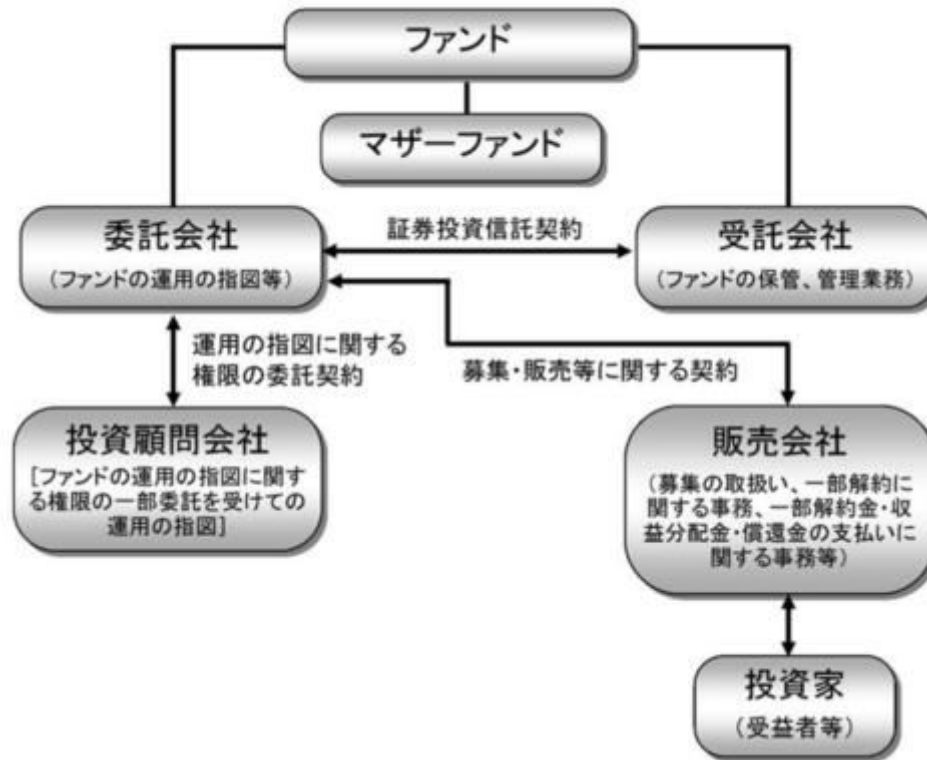 ファンド
マザーファンド
委託会社
(ファンドの運用の指図等)
証券投資信託契約
受託会社
(ファンドの保管、管理業務)
運用の指図に関する
権限の委託契約
募集・販売等に関する契約
投資顧問会社
[ファンドの運用の指図に関す
る権限の一部委託を受けての
運用の指図]
販売会社
(募集の取扱い、一部解約に
関する事務、一部解約金・収
益分配金・償還金の支払いに
関する事務等)
投資家
(受益者等)